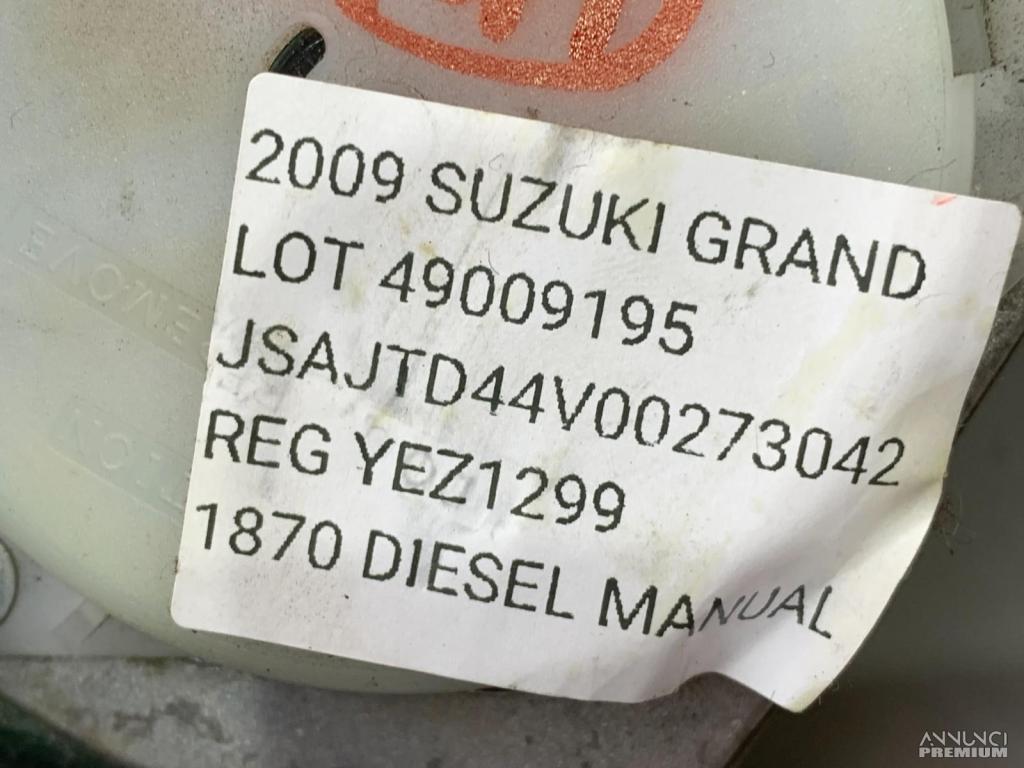 2009 SUZUKI GRAND
LOT 49009195
JSAJTD44V00273042
REG YEZ1299
1870 DIESEL MANUAL
ANNUNCI
PREMIUM